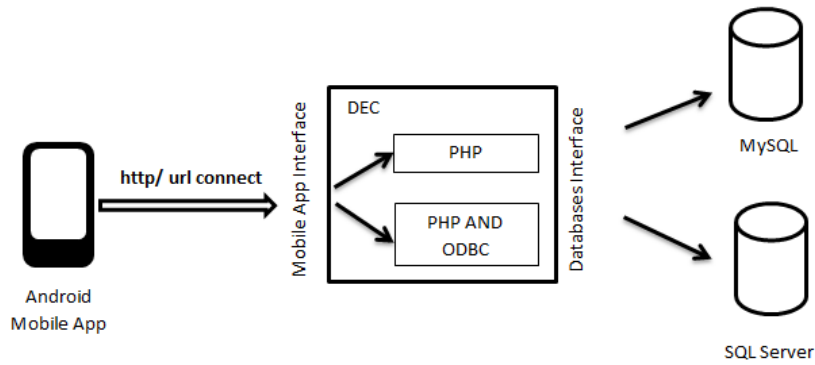 Android
Mobile App
http/ url connect
Mobile App Interface
DEC
PHP
PHP AND
ODBC
Databases Interface
MySQL
SQL Server